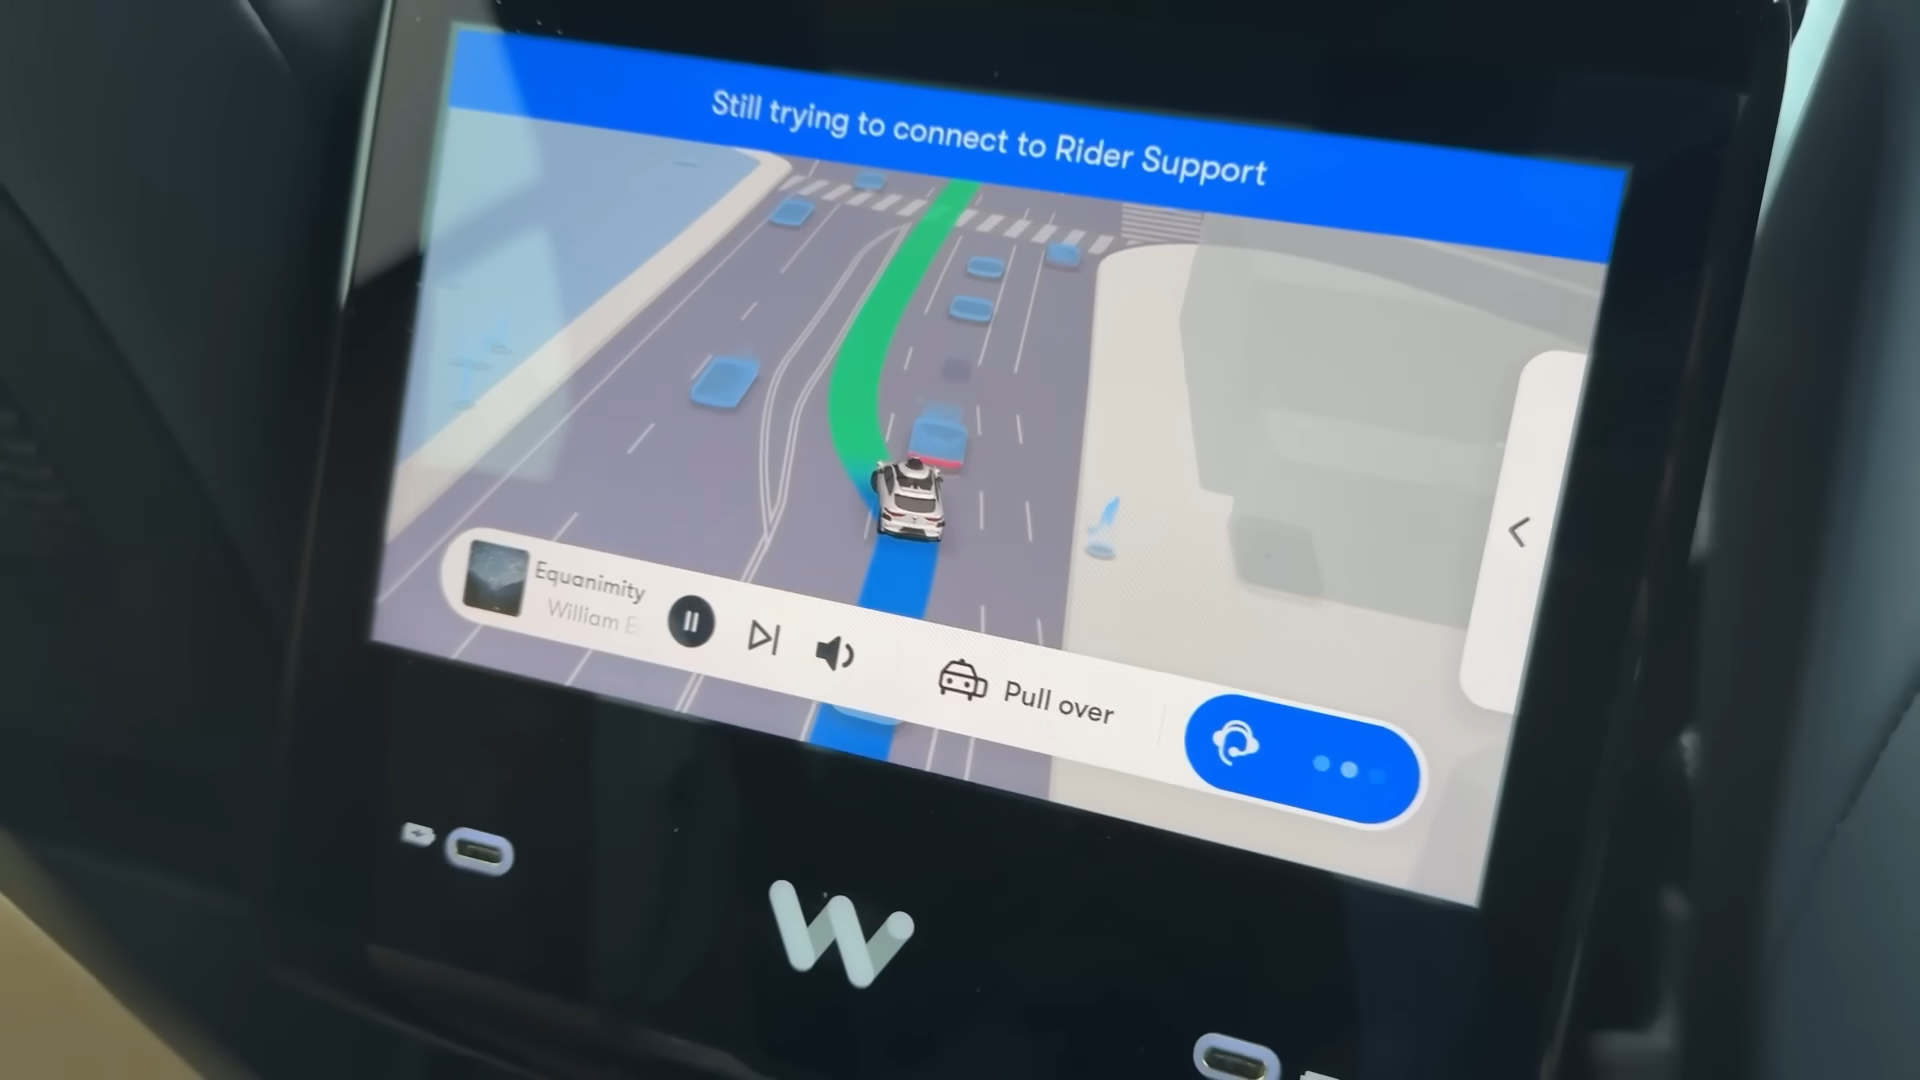 Still trying to connect to Rider Support
Equanimity
William
Pull over